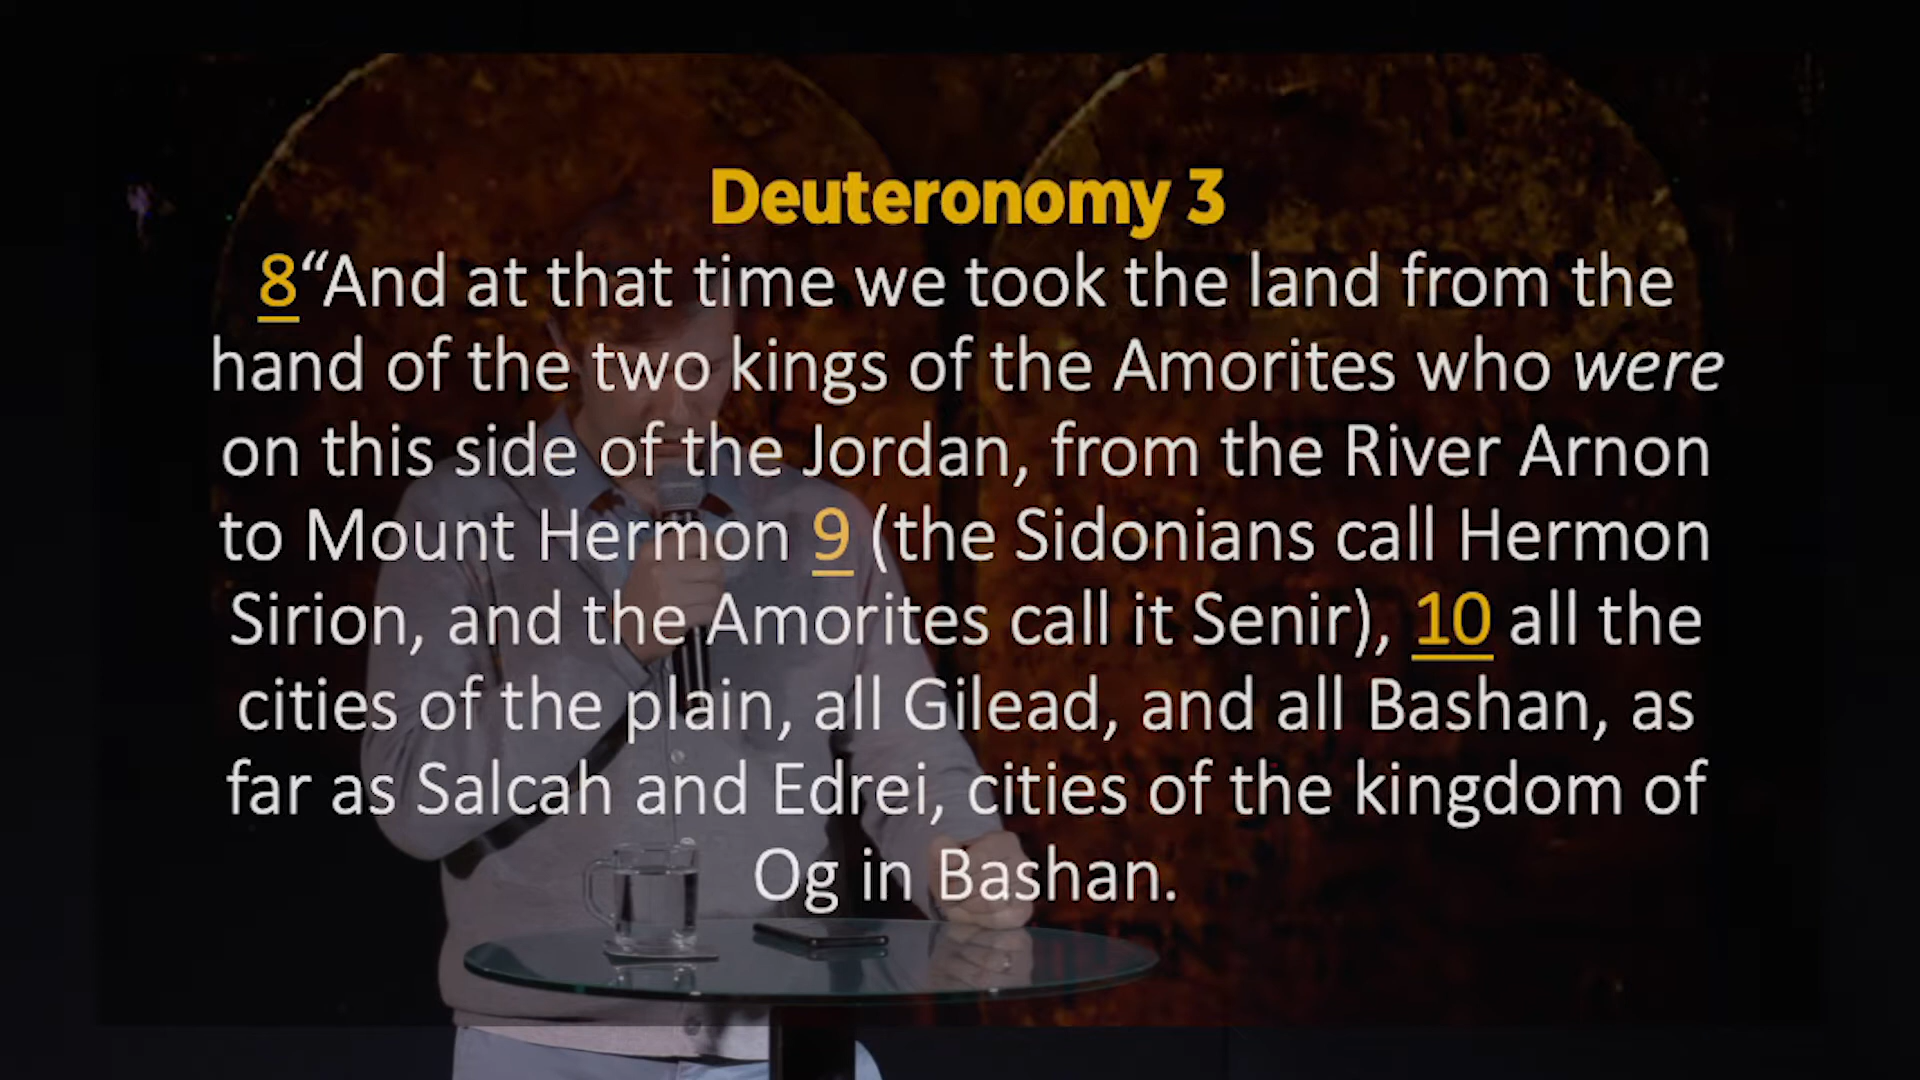 Deuteronomy 3
8“And at that time we took the land from the
hand of the two kings of the Amorites who were
on this side of the Jordan, from the River Arnon
to Mount Hermon 9 (the Sidonians call Hermon
Sirion, and the Amorites call it Senir), 10 all the
cities of the plain, all Gilead, and all Bashan, as
far as Salcah and Edrei, cities of the kingdom of
Og in Bashan.